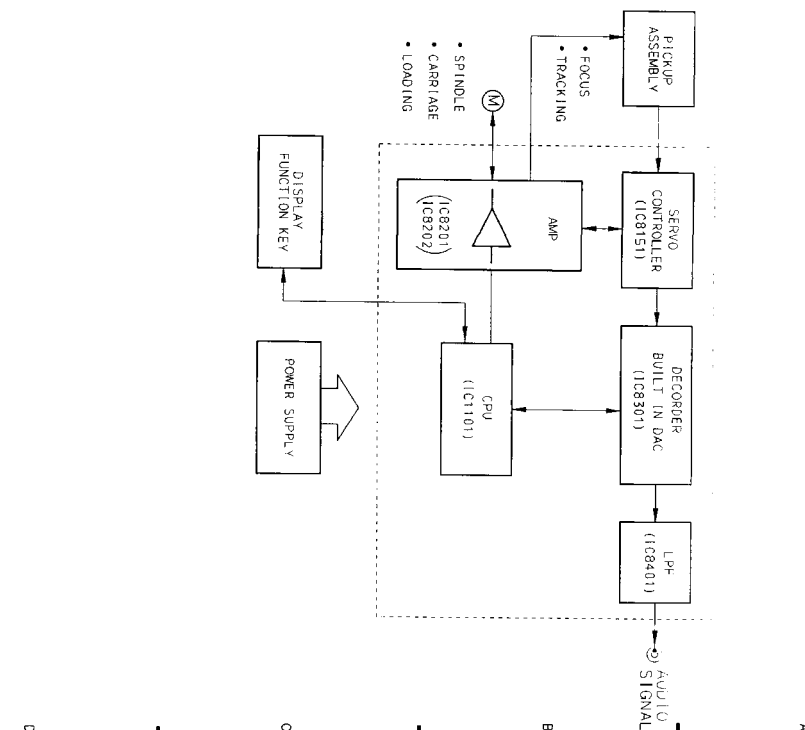 PICKUP
ASSEMBLY
• FOCUS
• TRACKING
• SPINDLE
• CARRIAGE
• LOADING
M
SERVO
CONTROLLER
(IC8151)
AMP
(IC8201)
(IC8202)
DECORDER
BUILT IN DAC
(IC8301)
CPU
(IC1101)
LPF
(IC8401)
AUDIO
SIGNAL
DISPLAY
FUNCTION KEY
POWER SUPPLY
A
B
C
D